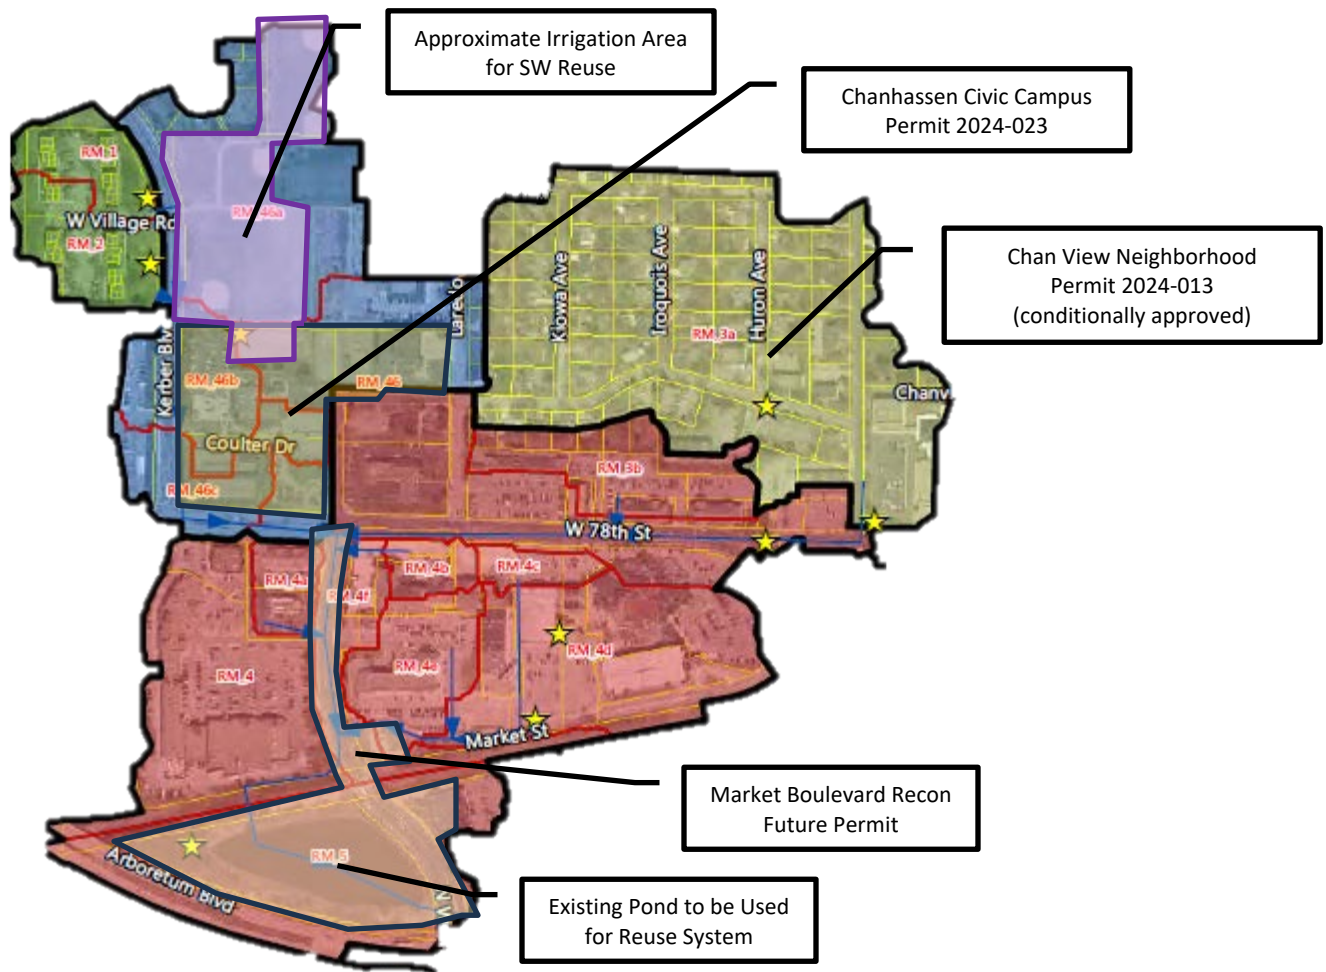 Approximate Irrigation Area
for SW Reuse
Chanhassen Civic Campus
Permit 2024-023
RM_1
W Village Rd
RM_2
RM_46a
Chan View Neighborhood
Permit 2024-013
(conditionally approved)
Kiowa Ave
Iroquois Ave
Huron Ave
RM_3a
Laredo
Kerber Blv
RM_46b
RM_46
Chanv
Coulter Dr
RM_46c
RM_3b
W 78th St
RM_4a
RM_4f
RM_4b
RM_4c
RM_4
RM_4e
RM_4d
Market St
Market Boulevard Recon
Future Permit
RM_5
Arboretum Blvd
Existing Pond to be Used
for Reuse System